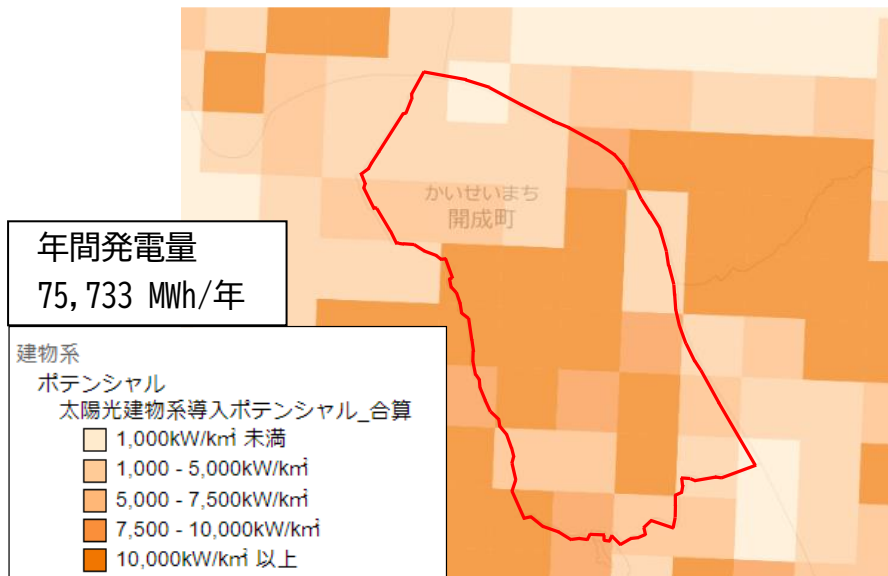 かいせいまち
開成町
年間発電量
75,733 MWh/年
建物系
ポテンシャル
太陽光建物系導入ポテンシャル_合算
1,000kW/k㎡ 未満
1,000 - 5,000kW/k㎡
5,000 - 7,500kW/k㎡
7,500 - 10,000kW/k㎡
10,000kW/k㎡ 以上